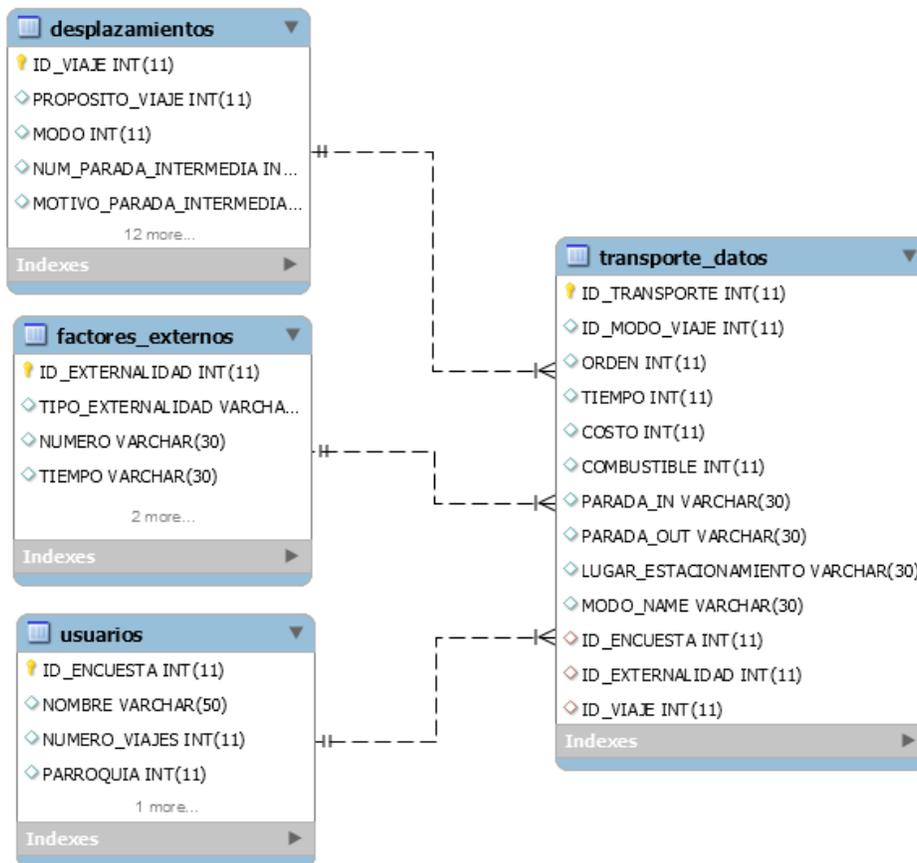 desplazamientos
ID_VIAJE INT(11)
PROPOSITO_VIAJE INT(11)
MODO INT(11)
NUM_PARADA_INTERMEDIA IN...
MOTIVO_PARADA_INTERMEDIA...
12 more...
Indexes
factores_externos
ID_EXTERNALIDAD INT(11)
TIPO_EXTERNALIDAD VARCHA...
NUMERO VARCHAR(30)
TIEMPO VARCHAR(30)
2 more...
Indexes
usuarios
ID_ENCUESTA INT(11)
NOMBRE VARCHAR(50)
NUMERO_VIAJES INT(11)
PARROQUIA INT(11)
1 more...
Indexes
transporte_datos
ID_TRANSPORTE INT(11)
ID_MODO_VIAJE INT(11)
ORDEN INT(11)
TIEMPO INT(11)
COSTO INT(11)
COMBUSTIBLE INT(11)
PARADA_IN VARCHAR(30)
PARADA_OUT VARCHAR(30)
LUGAR_ESTACIONAMIENTO VARCHAR(30)
MODO_NAME VARCHAR(30)
ID_ENCUESTA INT(11)
ID_EXTERNALIDAD INT(11)
ID_VIAJE INT(11)
Indexes